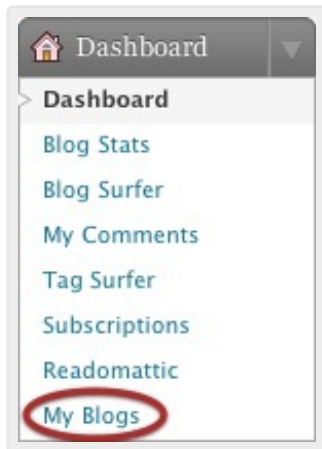 Dashboard
Dashboard
Blog Stats
Blog Surfer
My Comments
Tag Surfer
Subscriptions
Readomattic
My Blogs